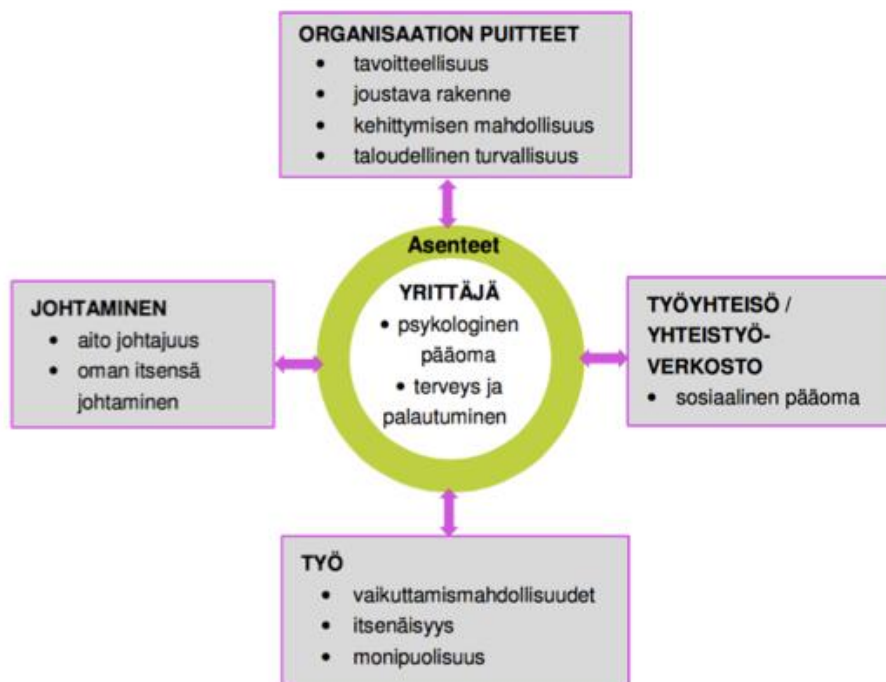 ORGANISAATION PUITTEET
• tavoitteellisuus
• joustava rakenne
• kehittymisen mahdollisuus
• taloudellinen turvallisuus
Asenteet
YRITTÄJÄ
• psykologinen
pääoma
• terveys ja
palautuminen
JOHTAMINEN
• aito johtajuus
• oman itsensä
johtaminen
TYÖYHTEISÖ /
YHTEISTYÖ-
VERKOSTO
• sosiaalinen pääoma
TYÖ
• vaikuttamismahdollisuudet
• itsenäisyys
• monipuolisuus